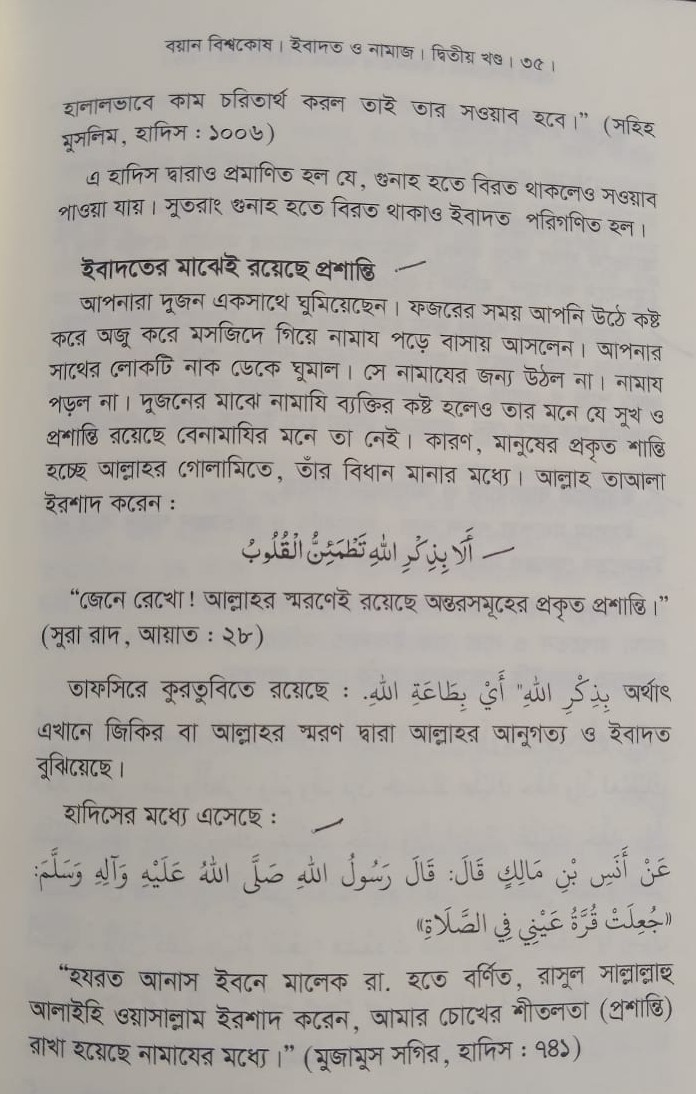 বয়ান বিশ্বকোষ। ইবাদত ও নামাজ। দ্বিতীয় খণ্ড। ৩৫।
হালালভাবে কাম চরিতার্থ করল তাই তার সওয়াব হবে।” (সহিহ
মুসলিম, হাদিস : ১০০৬)
এ হাদিস দ্বারাও প্রমাণিত হল যে, গুনাহ হতে বিরত থাকলেও সওয়াব
পাওয়া যায়। সুতরাং গুনাহ হতে বিরত থাকাও ইবাদত পরিগণিত হল।
ইবাদতের মাঝেই রয়েছে প্রশান্তি
আপনারা দুজন একসাথে ঘুমিয়েছেন। ফজরের সময় আপনি উঠে কষ্ট
করে অজু করে মসজিদে গিয়ে নামায পড়ে বাসায় আসলেন। আপনার
সাথের লোকটি নাক ডেকে ঘুমাল। সে নামাযের জন্য উঠল না। নামায
পড়ল না। দুজনের মাঝে নামাযি ব্যক্তির কষ্ট হলেও তার মনে যে সুখ ও
প্রশান্তি রয়েছে বেনামাযির মনে তা নেই। কারণ, মানুষের প্রকৃত শান্তি
হচ্ছে আল্লাহর গোলামিতে, তাঁর বিধান মানার মধ্যে। আল্লাহ তাআলা
ইরশাদ করেন :
أَلَا بِذِكْرِ اللهِ تَطْمَئِنُّ الْقُلُوبُ
“জেনে রেখো! আল্লাহর স্মরণেই রয়েছে অন্তরসমূহের প্রকৃত প্রশান্তি।”
(সুরা রাদ, আয়াত : ২৮)
তাফসিরে কুরতুবিতে রয়েছে : بِذِكْرِ اللهِ" أَيْ بِطَاعَةِ اللهِ. অর্থাৎ
এখানে জিকির বা আল্লাহর স্মরণ দ্বারা আল্লাহর আনুগত্য ও ইবাদত
বুঝিয়েছে।
হাদিসের মধ্যে এসেছে :
عَنْ أَنَسِ بْنِ مَالِكٍ قَالَ: قَالَ رَسُولُ اللهِ صَلَّى اللهُ عَلَيْهِ وَآلِهِ وَسَلَّمَ:
«جُعِلَتْ قُرَّةُ عَيْنِي فِي الصَّلَاةِ»
“হযরত আনাস ইবনে মালেক রা. হতে বর্ণিত, রাসুল সাল্লাল্লাহু
আলাইহি ওয়াসাল্লাম ইরশাদ করেন, আমার চোখের শীতলতা (প্রশান্তি)
রাখা হয়েছে নামাযের মধ্যে।” (মুজামুস সগির, হাদিস : ৭৪১)